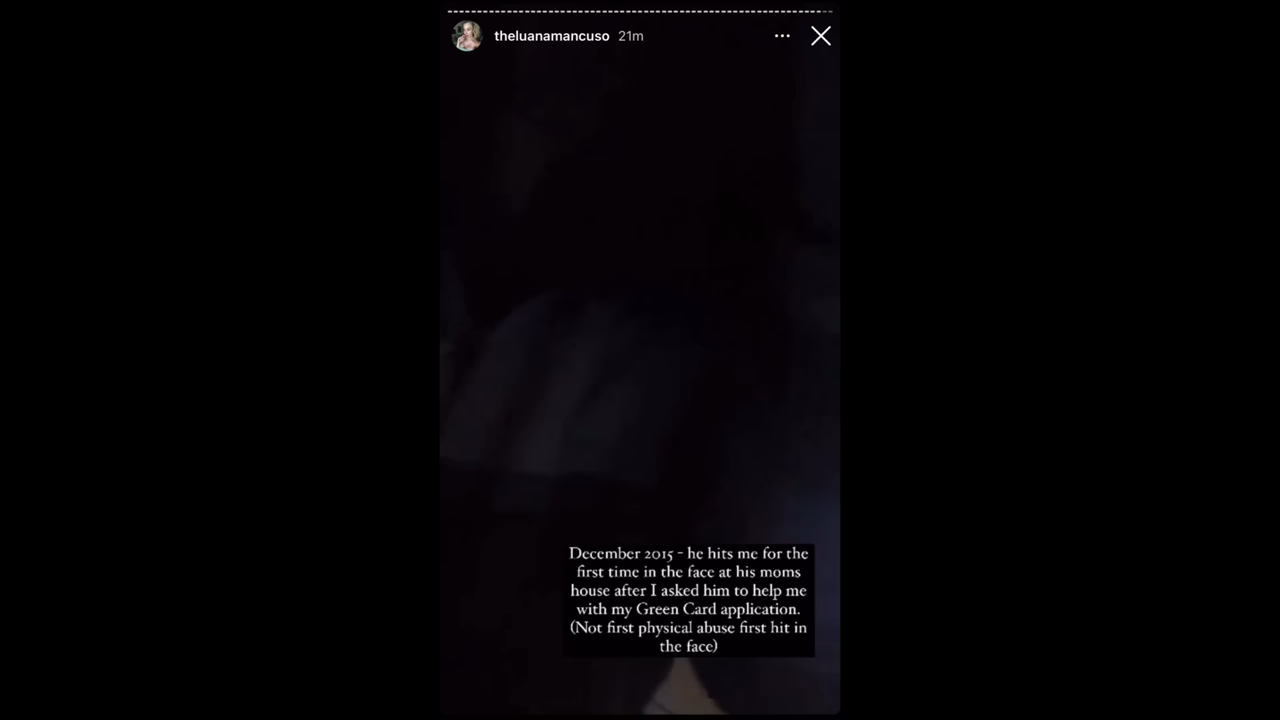 theluanamancuso 21m
December 2015 - he hits me for the
first time in the face at his moms
house after I asked him to help me
with my Green Card application.
(Not first physical abuse first hit in
the face)